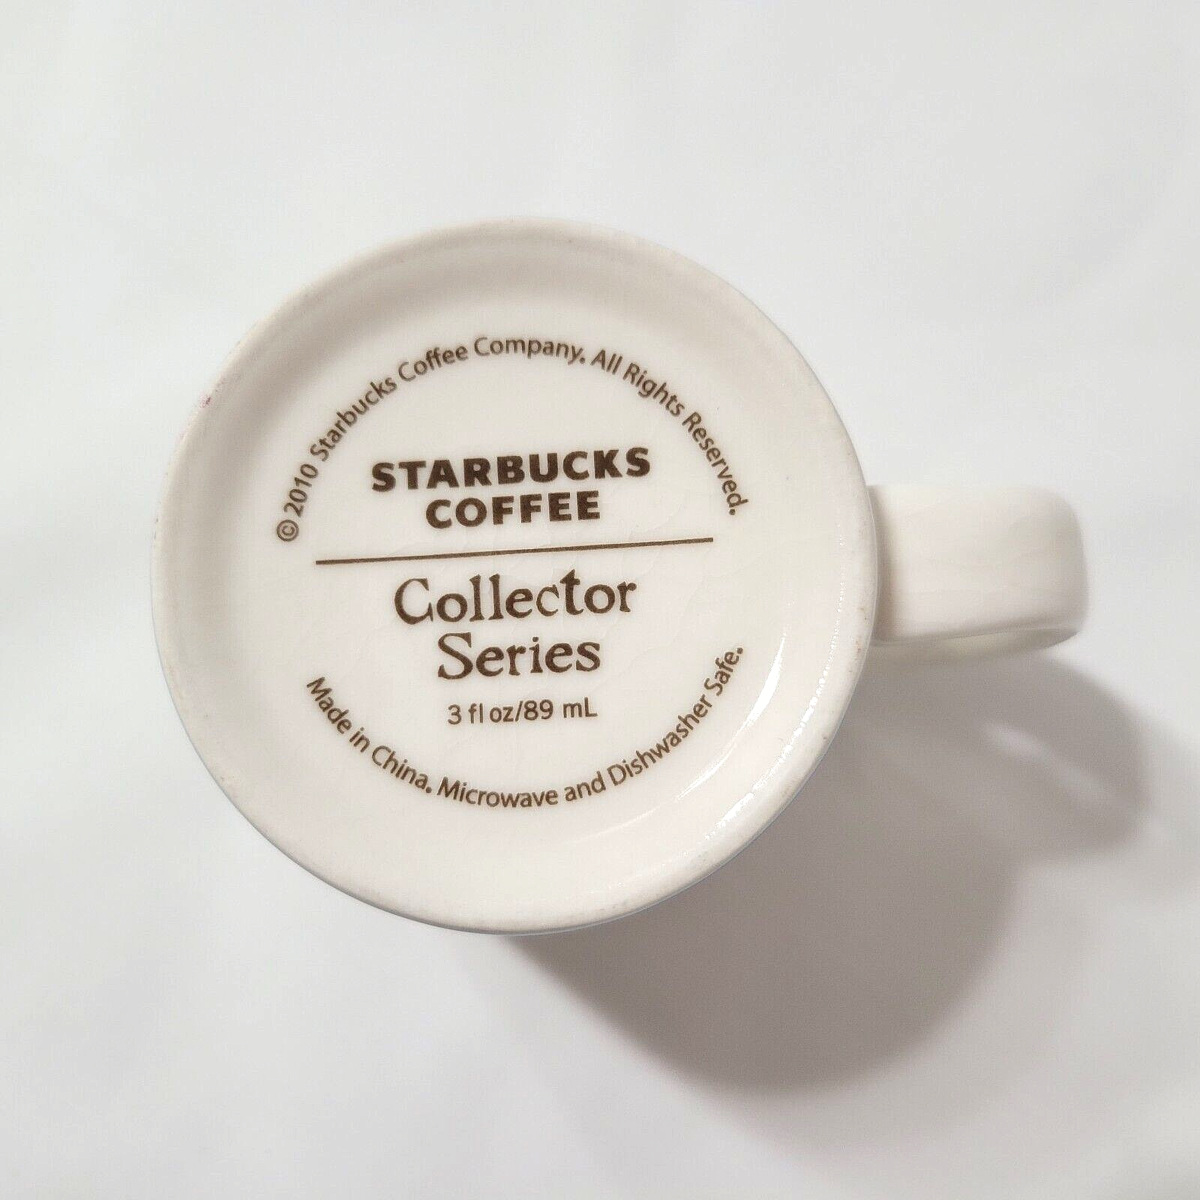 © 2010 Starbucks Coffee Company. All Rights Reserved.
STARBUCKS
COFFEE
Collector
Series
3 fl oz/89 mL
Made in China. Microwave and Dishwasher Safe.